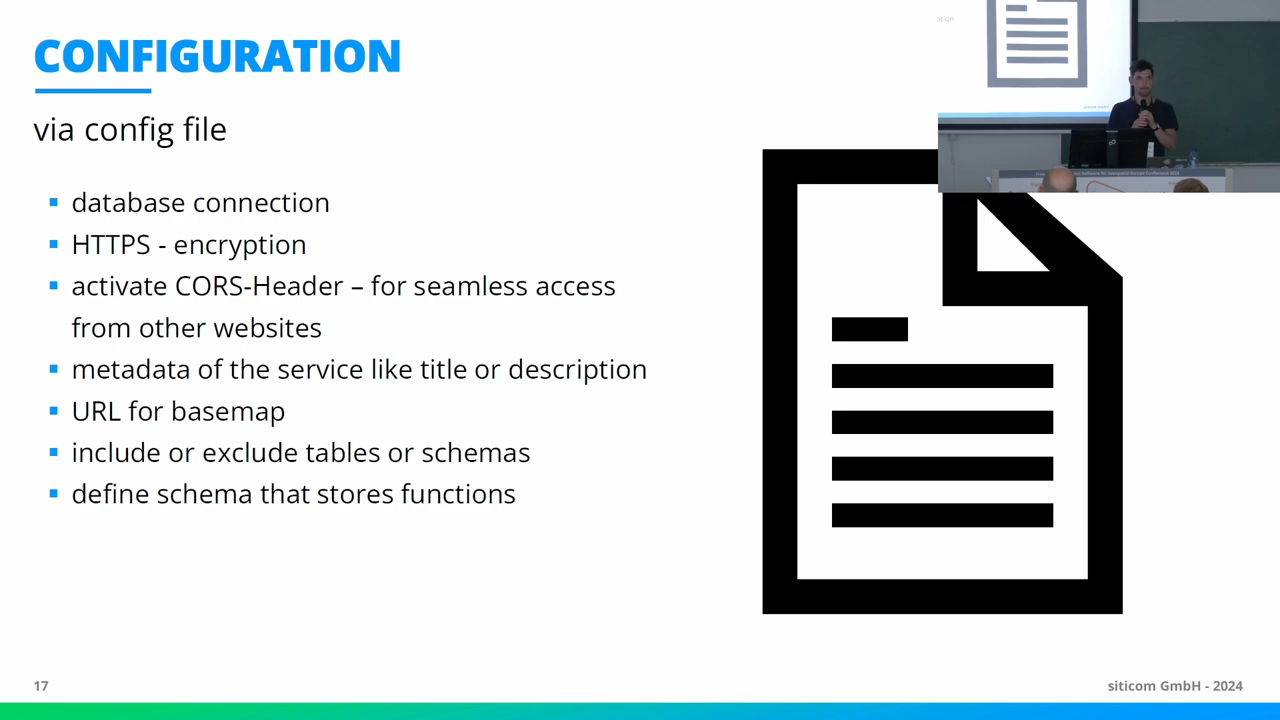 CONFIGURATION
via config file
database connection
HTTPS - encryption
activate CORS-Header – for seamless access
from other websites
metadata of the service like title or description
URL for basemap
include or exclude tables or schemas
define schema that stores functions
17
siticom GmbH - 2024